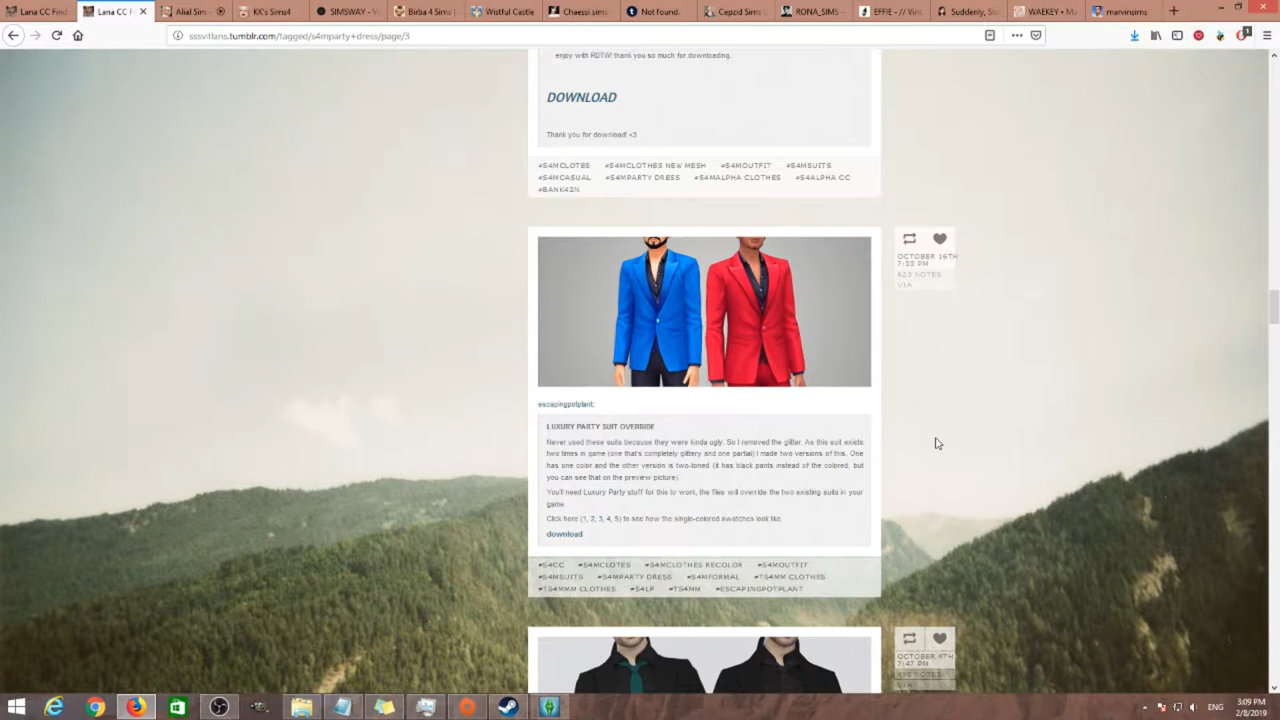 Lana CC Find
Lana CC F
Alial Sim
KK's Sims4
SIMSWAY - V
Birba 4 Sims |
Wistful Castle
Chaessi sims
Not found.
Cepzid Sims
RONA_SIMS
EFFIE - // Vint
Suddenly, Sk
WAEKEY • M
marvinsims
sssvitlans.tumblr.com/tagged/s4mparty+dress/page/3
enjoy with RDTW! thank you so much for downloading.
DOWNLOAD
Thank you for download! <3
#S4MCLOTES #S4MCLOTHES NEW MESH #S4MOUTFIT #S4MSUITS
#S4MCASUAL #S4MPARTY DRESS #S4MALPHA CLOTHES #S4ALPHA CC
#BANK42N
OCTOBER 16TH
7:55 PM
622 NOTES
VIA
escapingpotplant:
LUXURY PARTY SUIT OVERRIDE
Never used these suits because they were kinda ugly. So I removed the glitter. As this suit exists
two times in game (one that's completely glittery and one partial) I made two versions of this. One
has one color and the other version is two-toned (it has black pants instead of the colored, but
you can see that on the preview picture).
You'll need Luxury Party stuff for this to work, the files will override the two existing suits in your
game.
Click here (1, 2, 3, 4, 5) to see how the single-colored swatches look like.
download
#S4CC #S4MCLOTES #S4MCLOTHES RECOLOR #S4MOUTFIT
#S4MSUITS #S4MPARTY DRESS #S4MFORMAL #TS4MM CLOTHES
#TS4MMM CLOTHES #S4LP #TS4MM #ESCAPINGPOTPLANT
7:47 PM
VIA
ENG
3:09 PM
2/8/2019